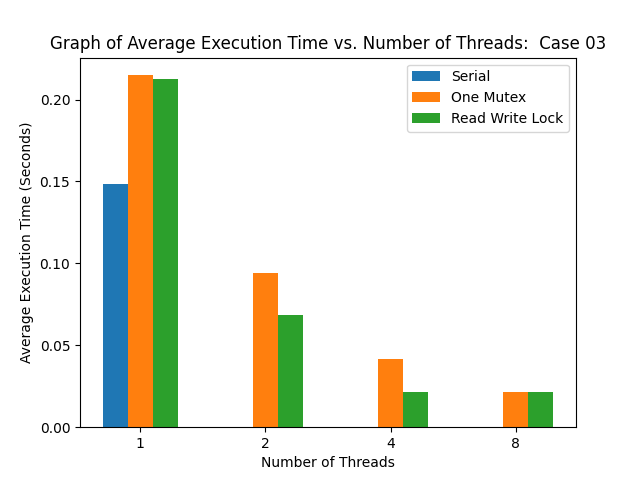 Graph of Average Execution Time vs. Number of Threads:  Case 03
Serial
One Mutex
Read Write Lock
Average Execution Time (Seconds)
0.20
0.15
0.10
0.05
0.00
1 2 4 8
Number of Threads